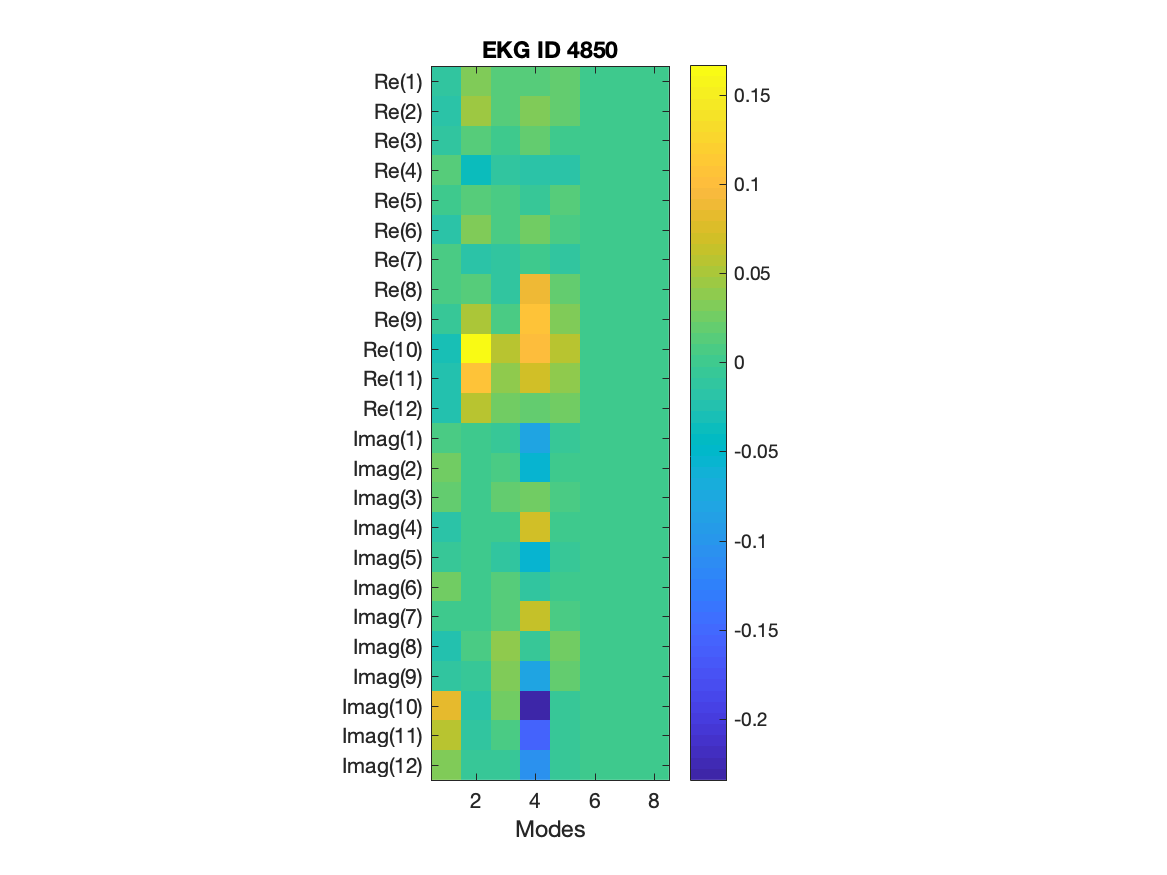 EKG ID 4850
Re(1)
Re(2)
Re(3)
Re(4)
Re(5)
Re(6)
Re(7)
Re(8)
Re(9)
Re(10)
Re(11)
Re(12)
Imag(1)
Imag(2)
Imag(3)
Imag(4)
Imag(5)
Imag(6)
Imag(7)
Imag(8)
Imag(9)
Imag(10)
Imag(11)
Imag(12)
2 4 6 8
Modes
0.15
0.1
0.05
0
-0.05
-0.1
-0.15
-0.2